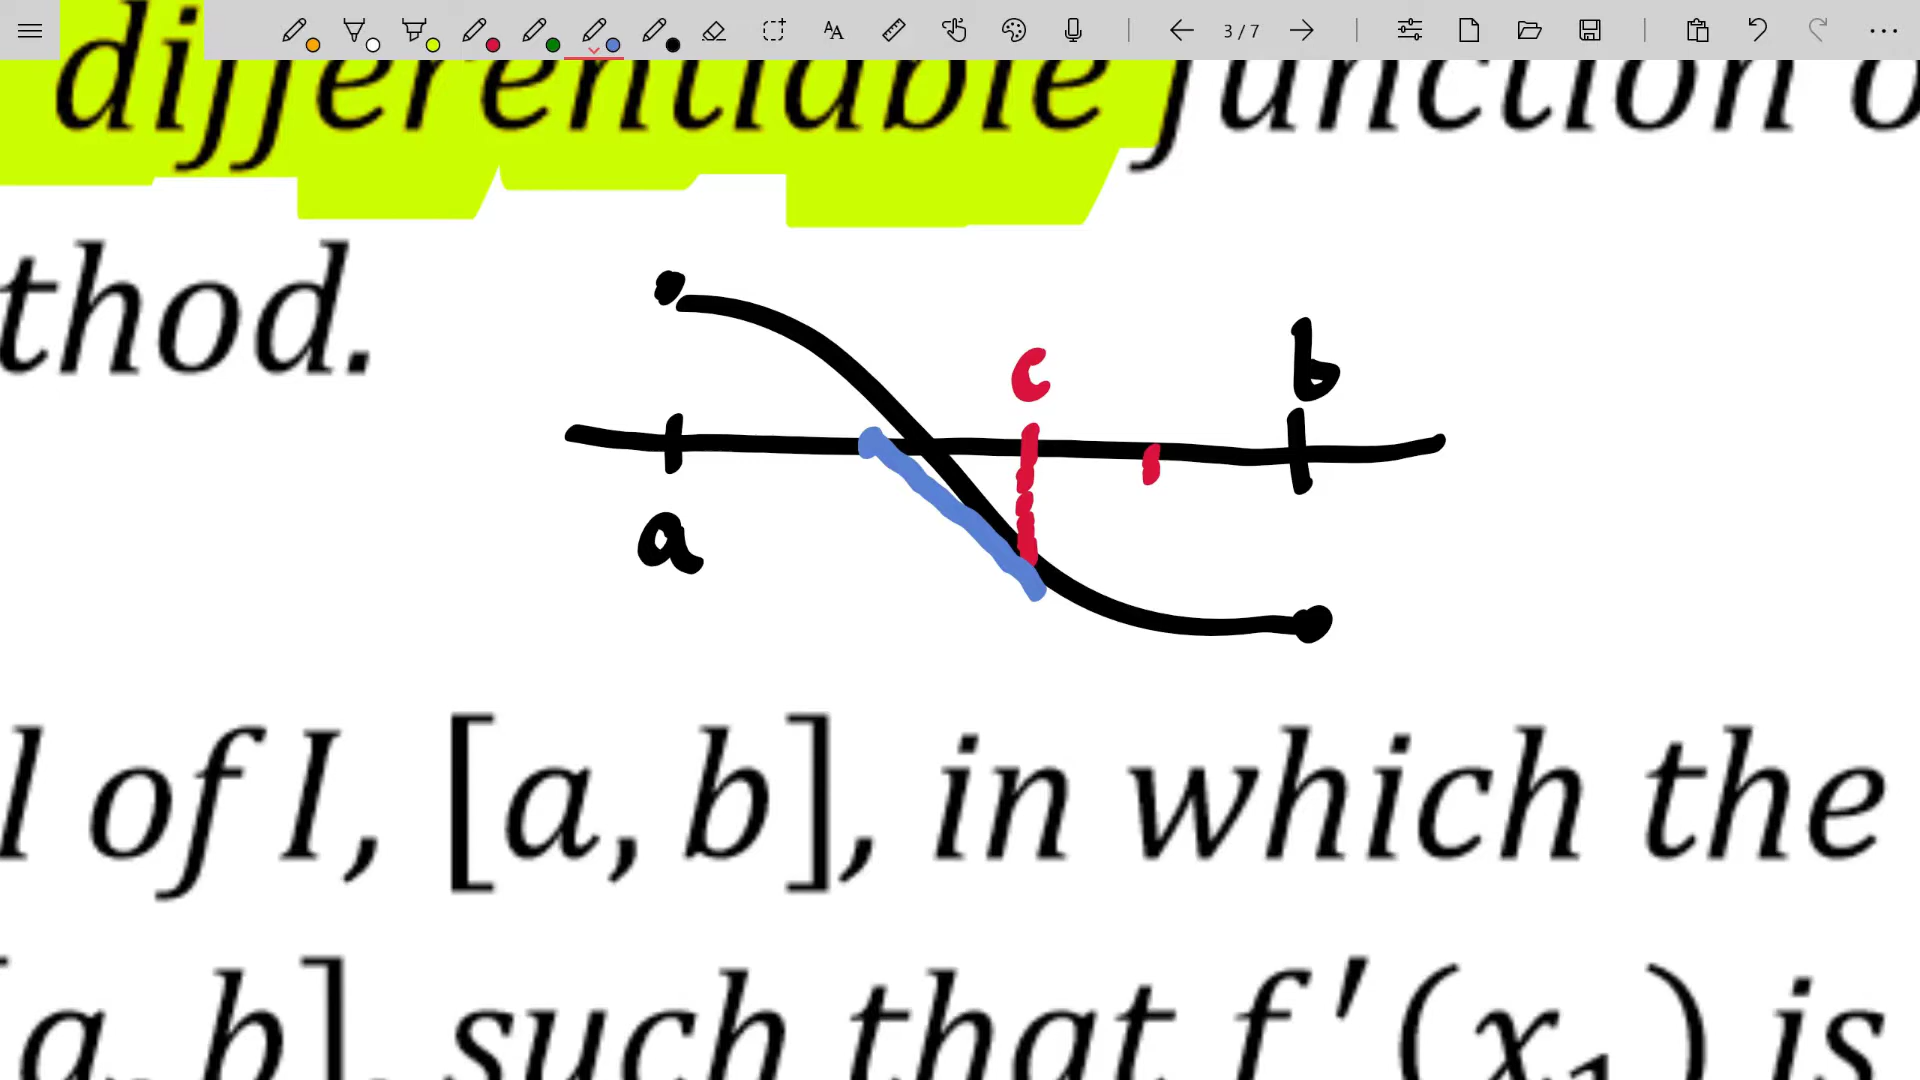 3 / 7
differentiable function o
thod.
c
b
a
l of I, [a, b], in which the
[a, b], such that f ′(x₁) is